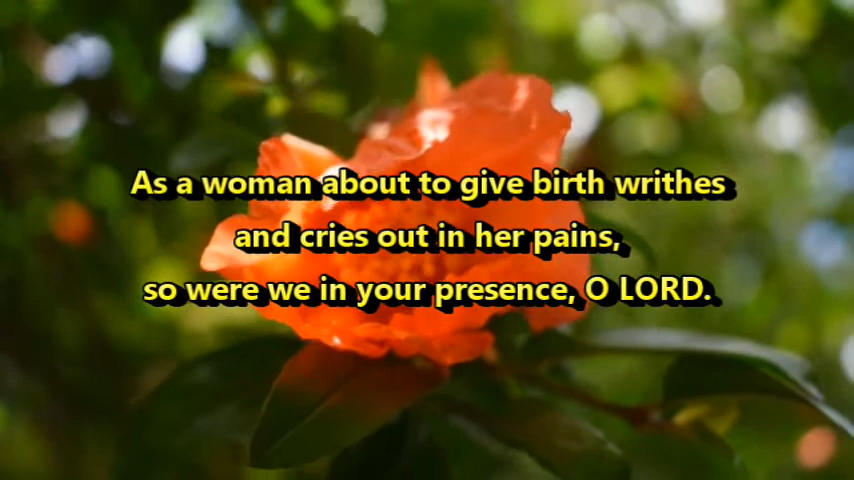 As a woman about to give birth writhes
and cries out in her pains,
so were we in your presence, O LORD.